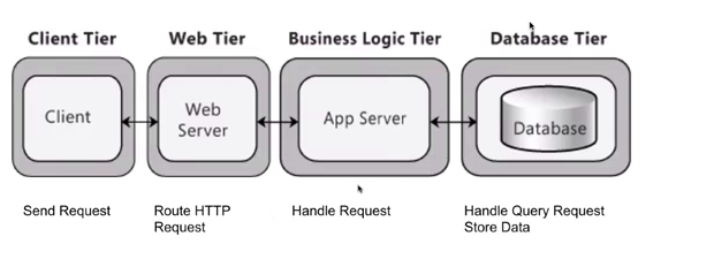 Client Tier
Web Tier
Business Logic Tier
Database Tier
Client
Web
Server
App Server
Database
Send Request
Route HTTP
Request
Handle Request
Handle Query Request
Store Data